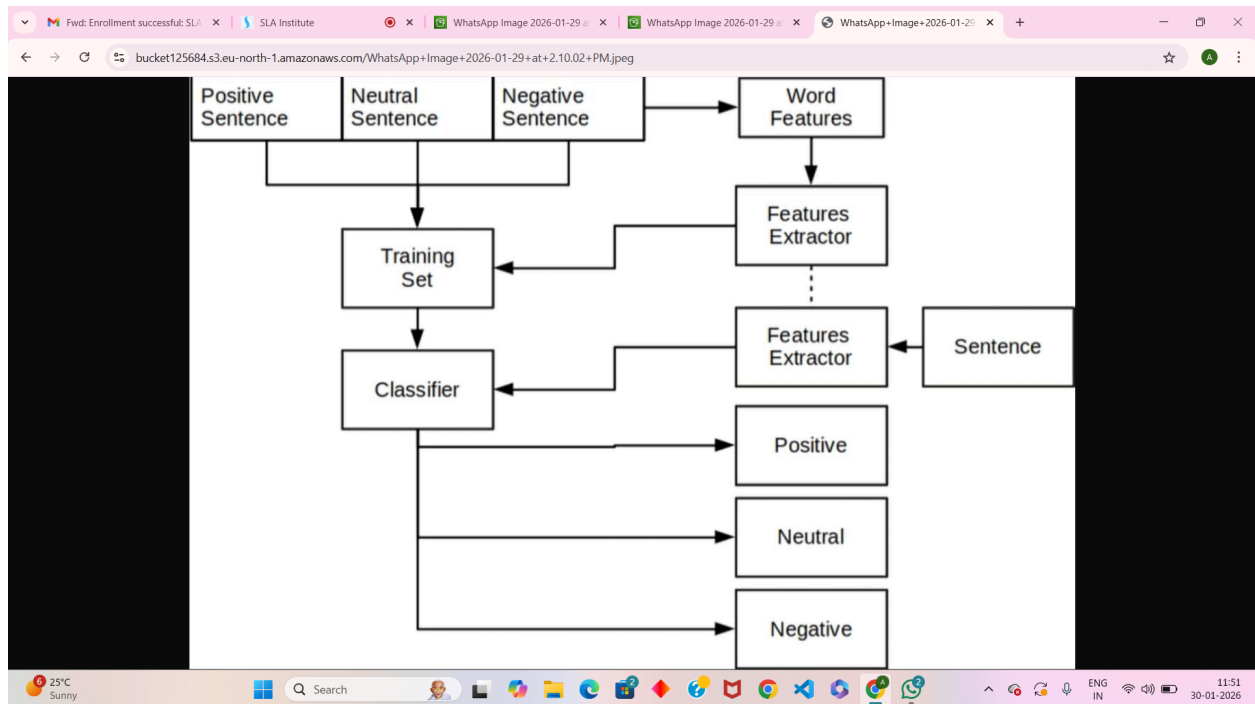 Fwd: Enrollment successful: SLA
SLA Institute
WhatsApp Image 2026-01-29 a
WhatsApp Image 2026-01-29 a
WhatsApp+Image+2026-01-29
bucket125684.s3.eu-north-1.amazonaws.com/WhatsApp+Image+2026-01-29+at+2.10.02+PM.jpeg
A
Positive
Sentence
Neutral
Sentence
Negative
Sentence
Word
Features
Features
Extractor
Training
Set
Features
Extractor
Sentence
Classifier
Positive
Neutral
Negative
6
25°C
Sunny
Search
2
A
2
ENG
IN
11:51
30-01-2026